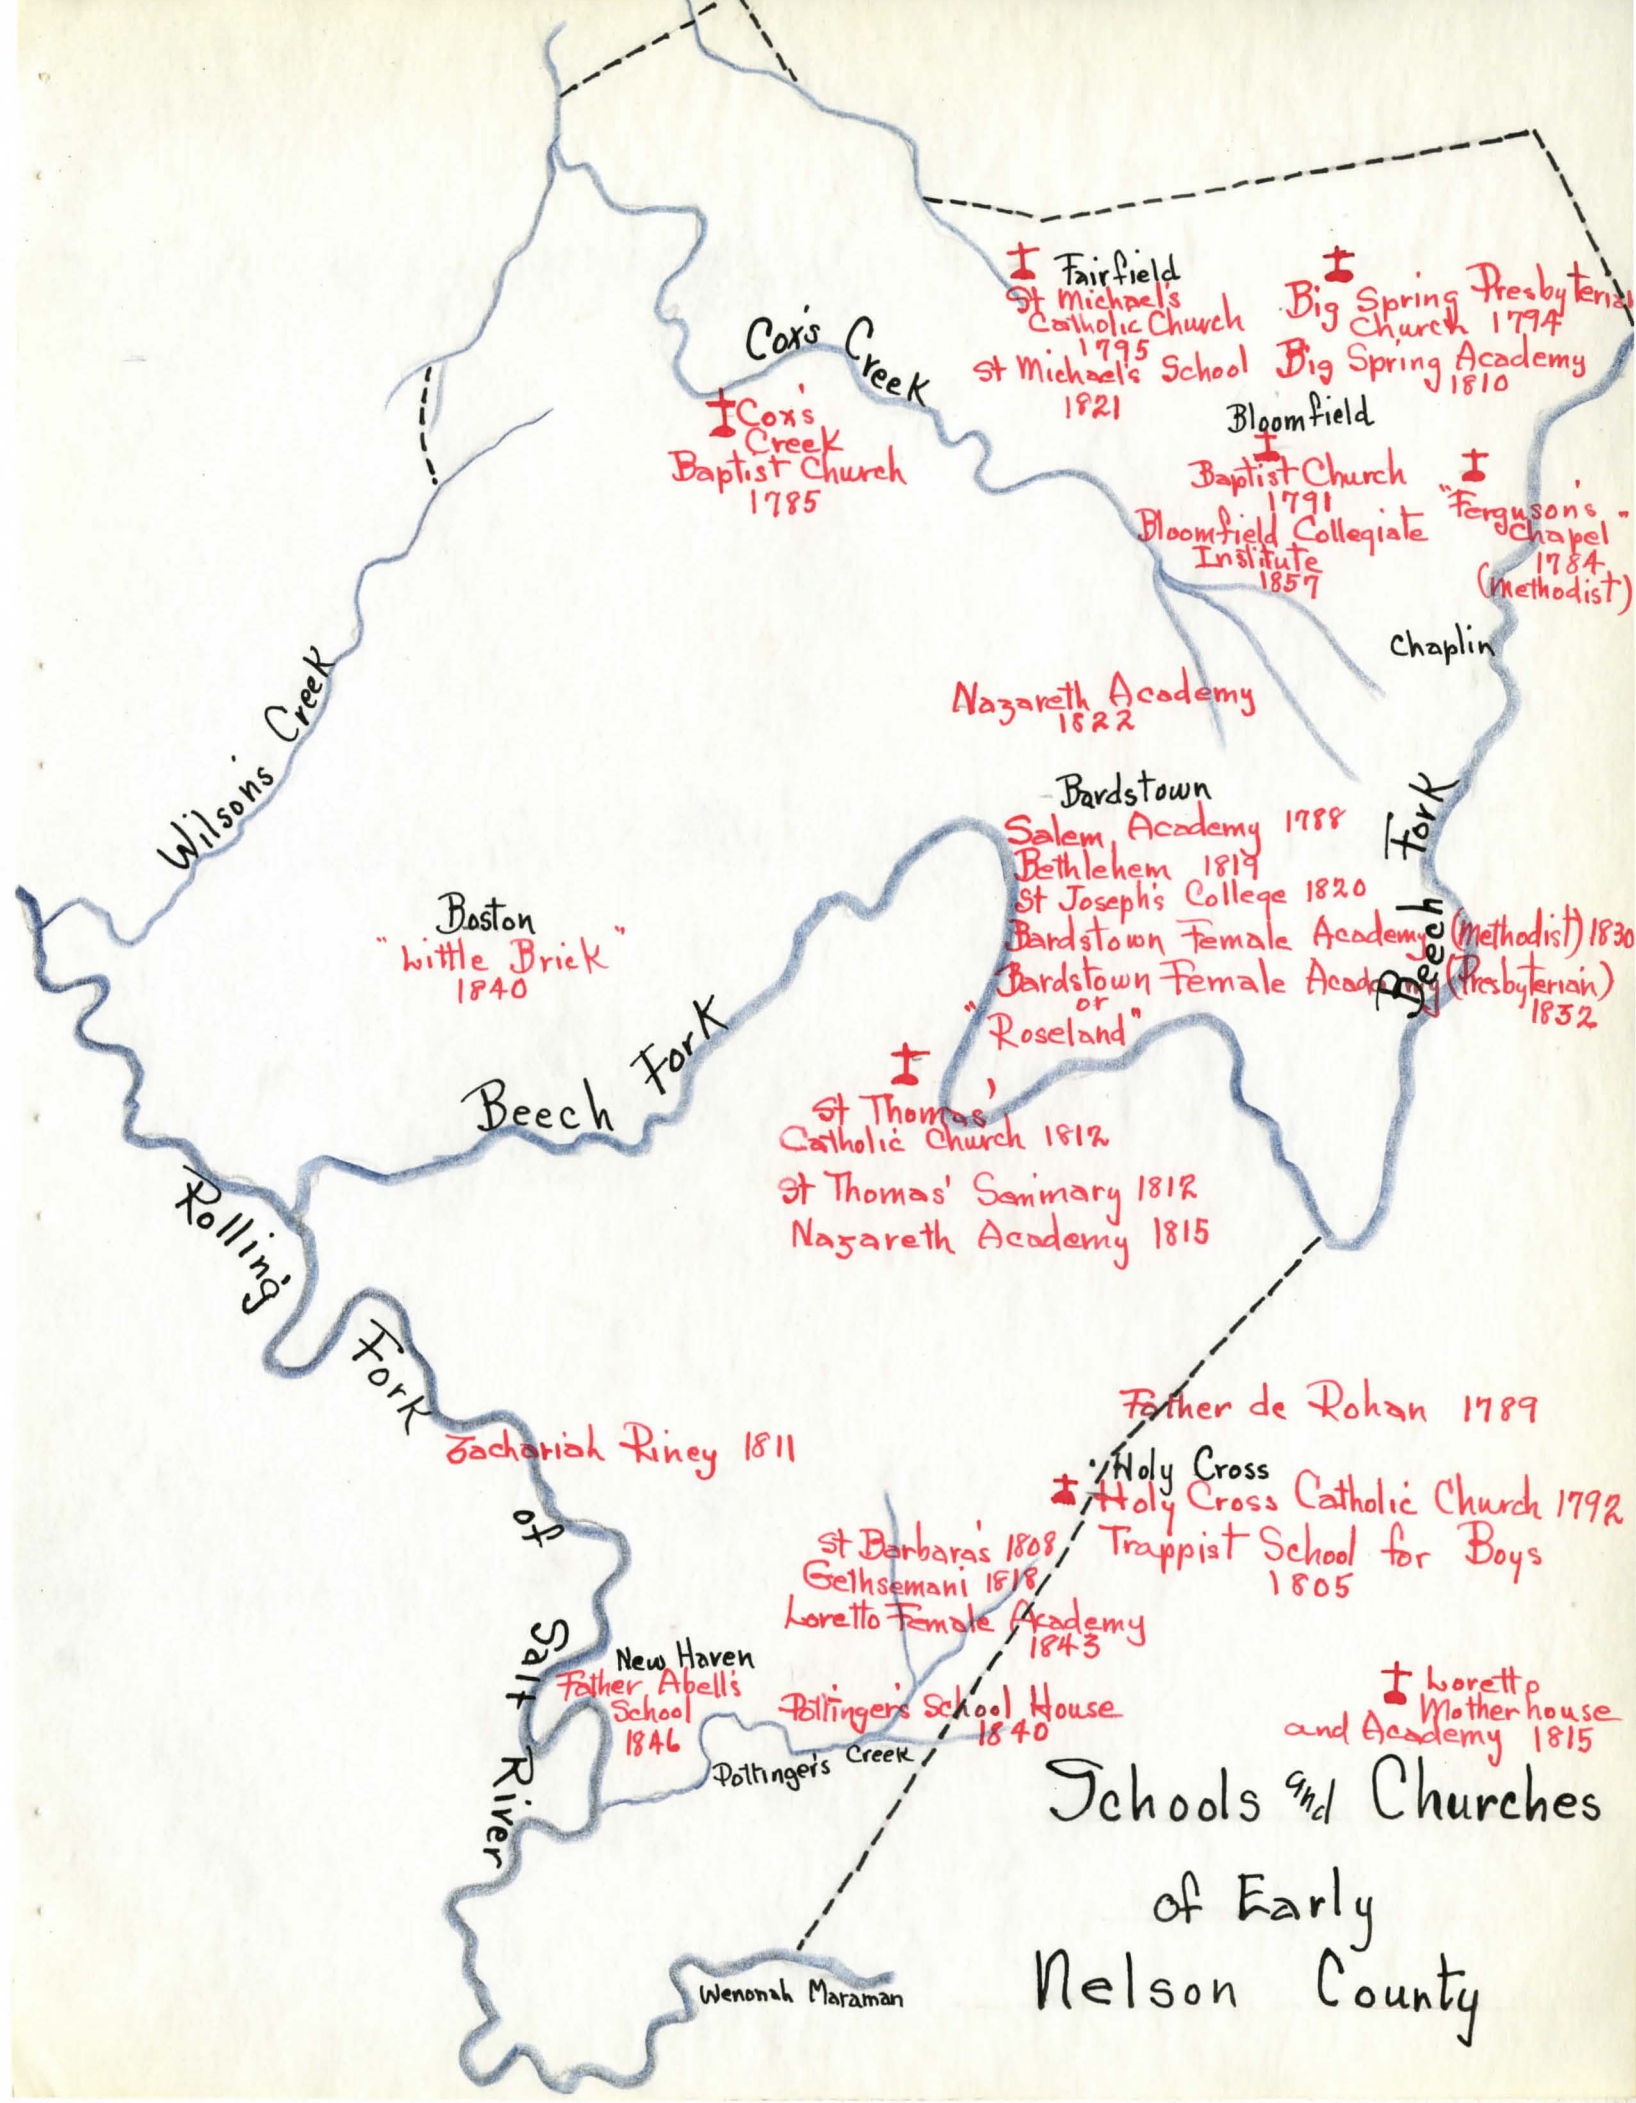 Fairfield
St Michael's
Catholic Church
1795
St Michael's School
1821
Big Spring Presbyterian
Church 1794
Big Spring Academy
1810
Cox's Creek
Cox's
Creek
Baptist Church
1785
Bloomfield
Baptist Church
1791
Bloomfield Collegiate
Institute
1857
"Ferguson's
Chapel"
1784
(Methodist)
Chaplin
Wilsons Creek
Nazareth Academy
1822
Bardstown
Salem Academy 1788
Bethlehem 1819
St Joseph's College 1820
Bardstown Female Academy (Methodist) 1830
Bardstown Female Academy (Presbyterian)
1832
or
"Roseland"
Beech Fork
Boston
"Little Brick"
1840
Beech Fork
St Thomas'
Catholic Church 1812
St Thomas' Seminary 1812
Nazareth Academy 1815
Rolling Fork of Salt River
Zachariah Riney 1811
Father de Rohan 1789
Holy Cross
Holy Cross Catholic Church 1792
Trappist School for Boys
1805
St Barbara's 1808
Gethsemani 1818
Loretto Female Academy
1843
New Haven
Father Abell's
School
1846
Pottinger's School House
1840
Pottinger's Creek
Loretto
Motherhouse
and Academy 1815
Schools and Churches
of Early
Nelson County
Wenonah Maraman